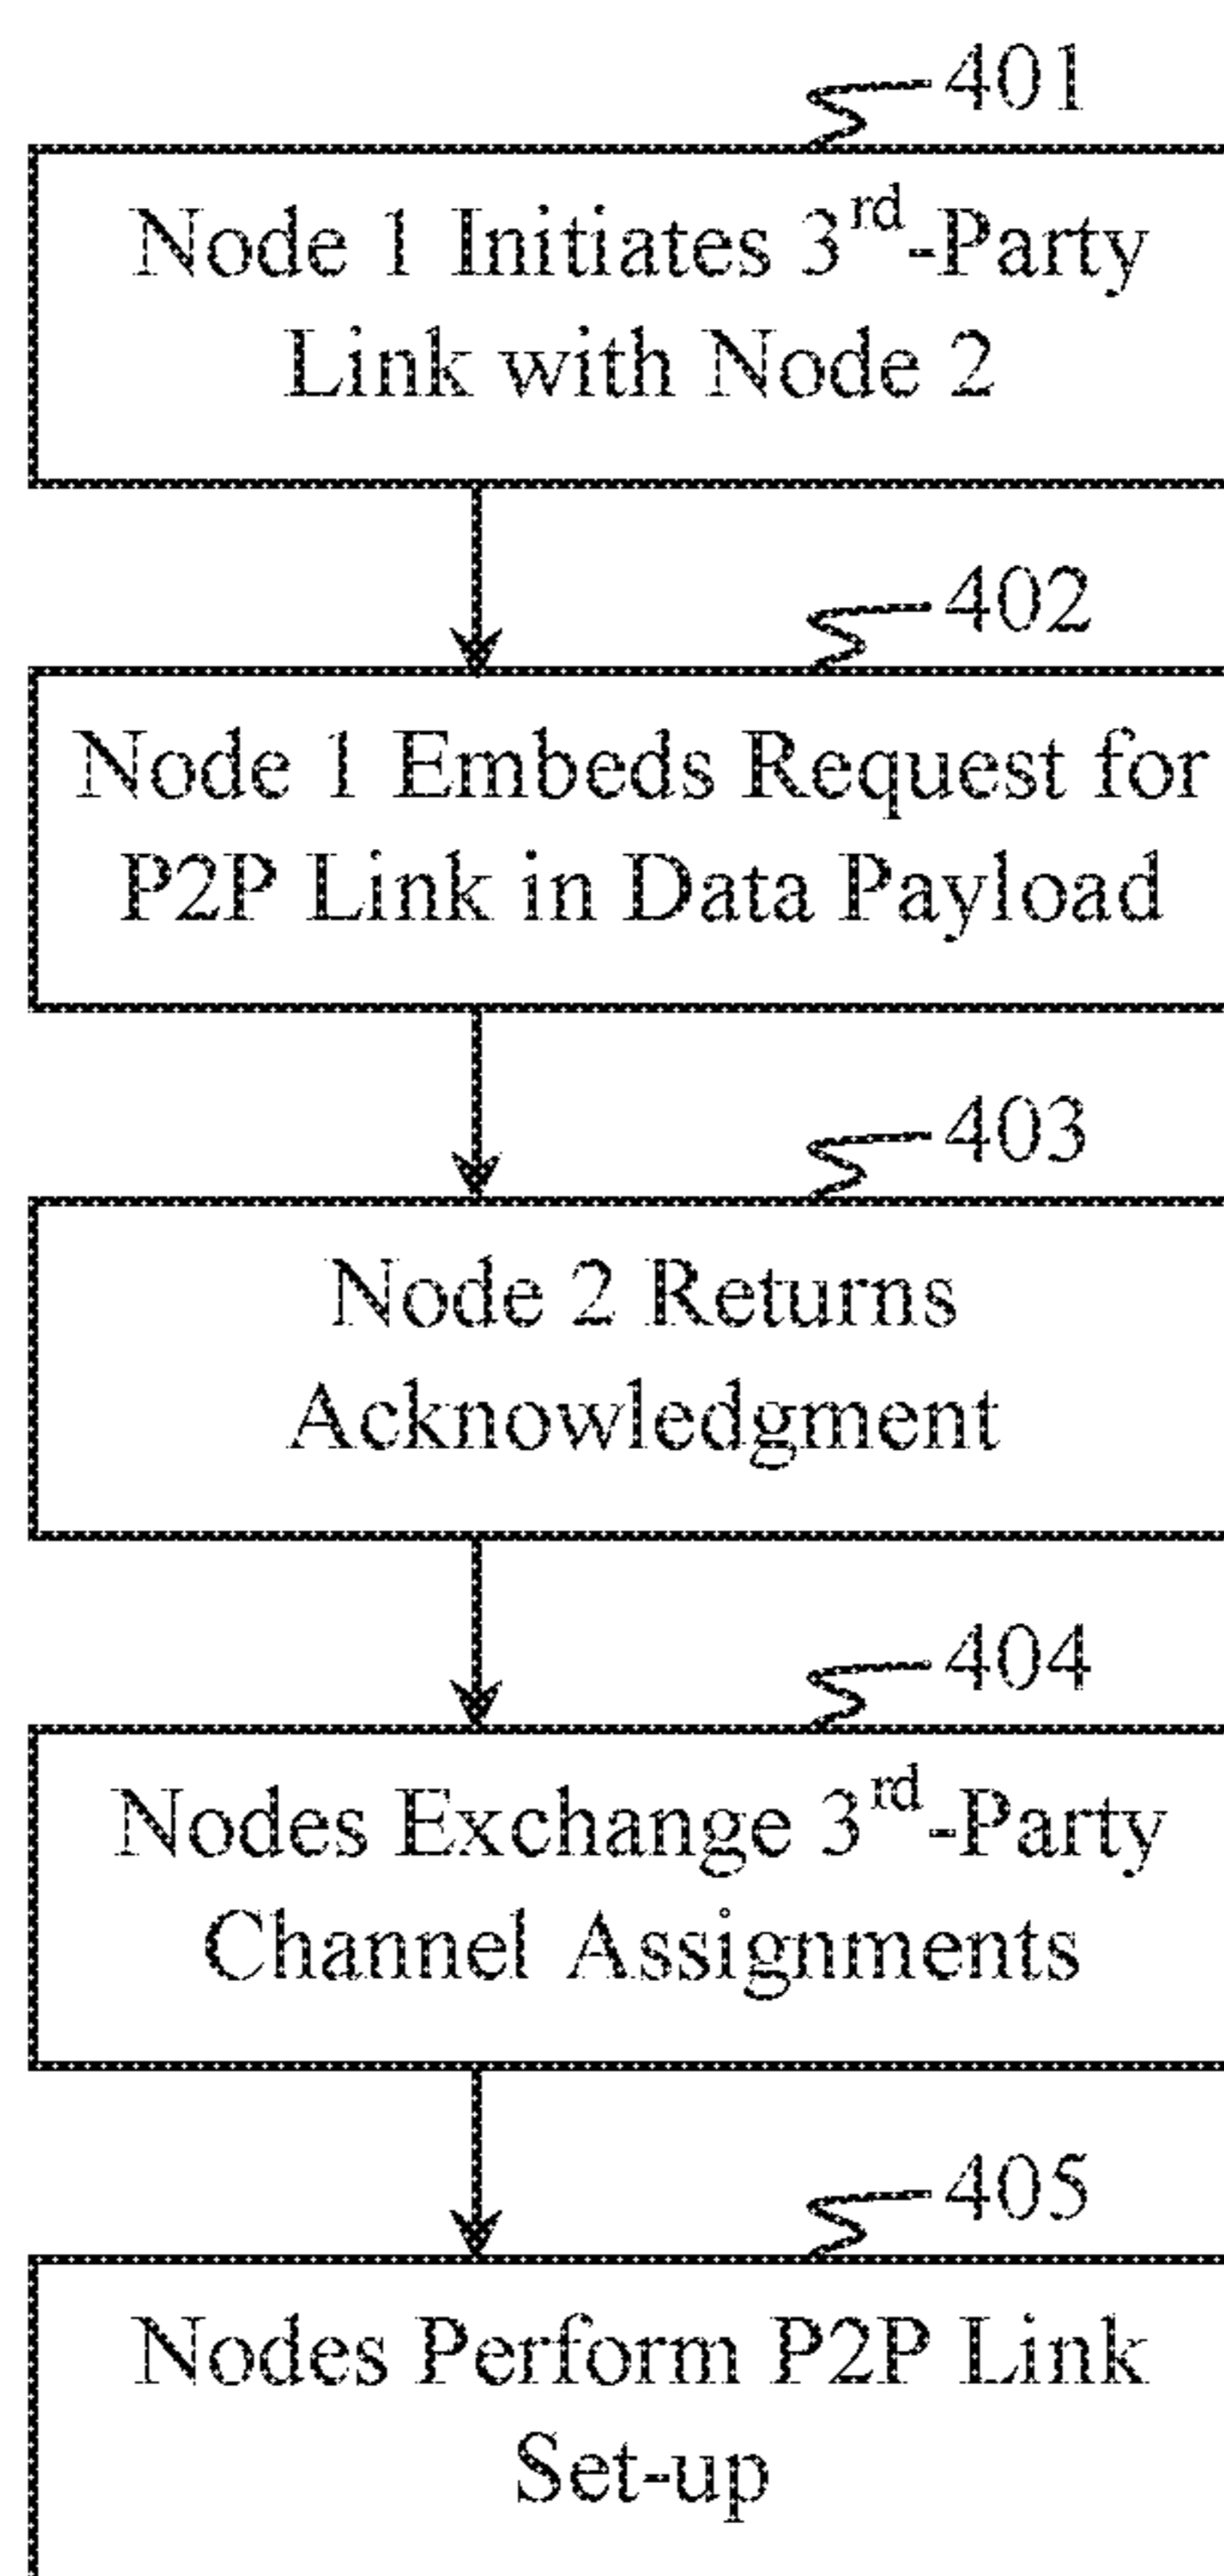 401
Node 1 Initiates 3rd-Party
Link with Node 2
402
Node 1 Embeds Request for
P2P Link in Data Payload
403
Node 2 Returns
Acknowledgment
404
Nodes Exchange 3rd-Party
Channel Assignments
405
Nodes Perform P2P Link
Set-up